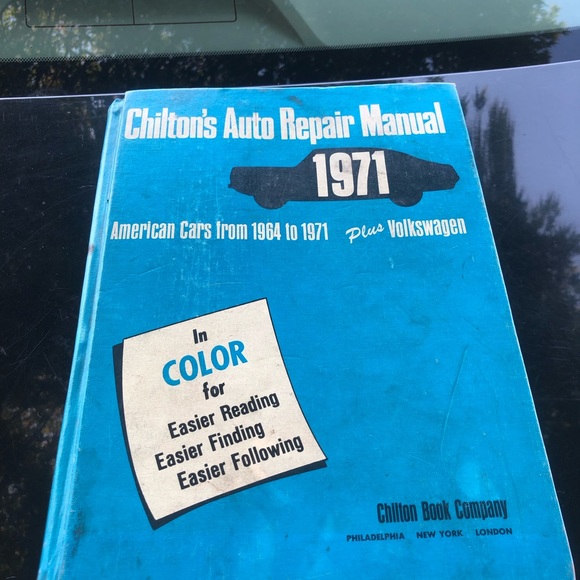 Chilton's Auto Repair Manual
1971
American Cars from 1964 to 1971 Plus Volkswagen
In
COLOR
for
Easier Reading
Easier Finding
Easier Following
Chilton Book Company
PHILADELPHIA NEW YORK LONDON